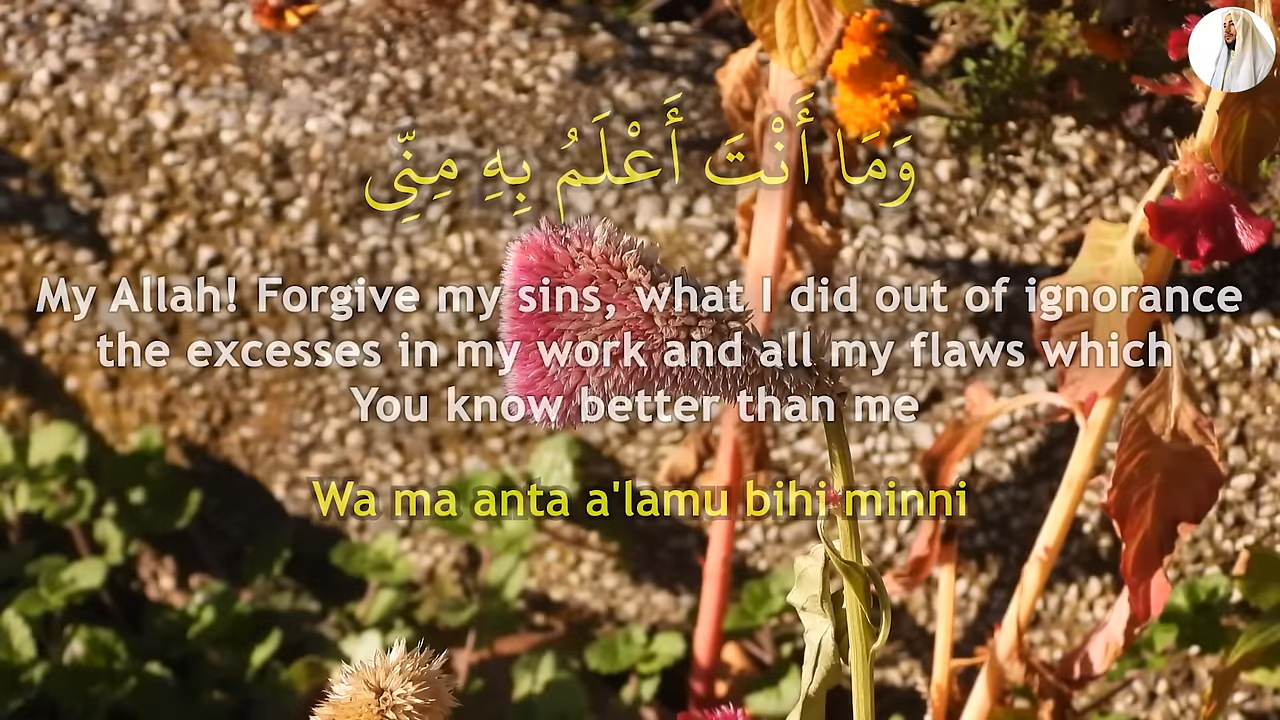 وَمَا أَنْتَ أَعْلَمُ بِهِ مِنِّي
My Allah! Forgive my sins, what I did out of ignorance
the excesses in my work and all my flaws which
You know better than me
Wa ma anta a'lamu bihi minni